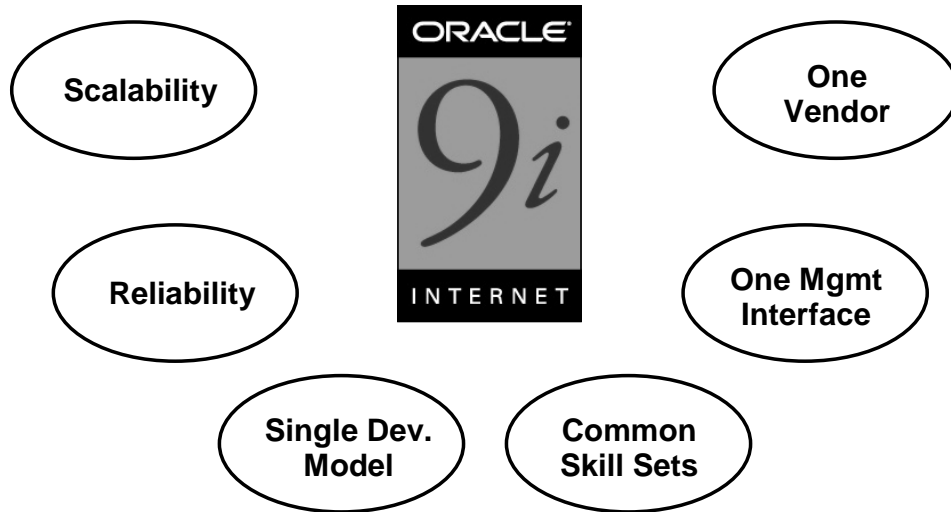 ORACLE
9i
INTERNET
Scalability
One
Vendor
Reliability
One Mgmt
Interface
Single Dev.
Model
Common
Skill Sets